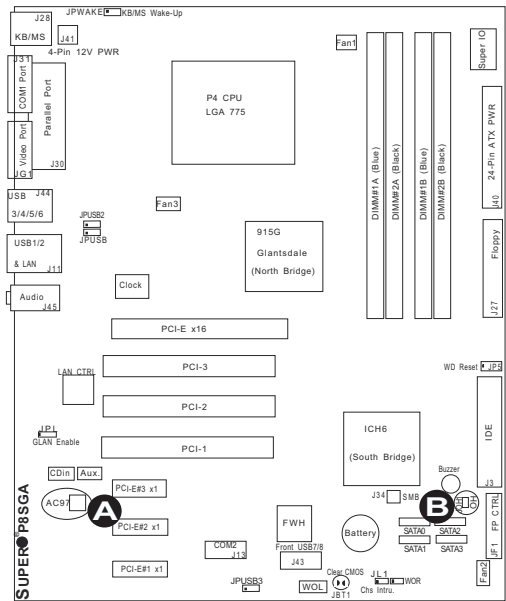 JPWAKE
KB/MS Wake-Up
J28
KB/MS
J41
4-Pin 12V PWR
Fan1
Super IO
J31
COM1 Port
Parallel Port
J30
Video Port
JG1
P4 CPU
LGA 775
DIMM#1A (Blue)
DIMM#2A (Black)
DIMM#1B (Blue)
DIMM#2B (Black)
24-Pin ATX PWR
J40
USB
J44
3/4/5/6
Fan3
JPUSB2
JPUSB
USB1/2
& LAN
J11
915G
Glantsdale
(North Bridge)
Floppy
J27
Clock
Audio
J45
PCI-E x16
LAN CTRL
PCI-3
WD Reset
JP5
PCI-2
JPL
GLAN Enable
PCI-1
ICH6
(South Bridge)
IDE
J3
CDin
Aux.
Buzzer
AC97
A
PCI-E#3 x1
J34
SMB
B
PCI-E#2 x1
FWH
Battery
SATA0
SATA2
SATA1
SATA3
FP CTRL
JF1
COM2
J13
Front USB7/8
J43
PCI-E#1 x1
JPUSB3
WOL
Clear CMOS
JBT1
JL1
Chs Intru.
WOR
Fan2
SUPER P8SGA